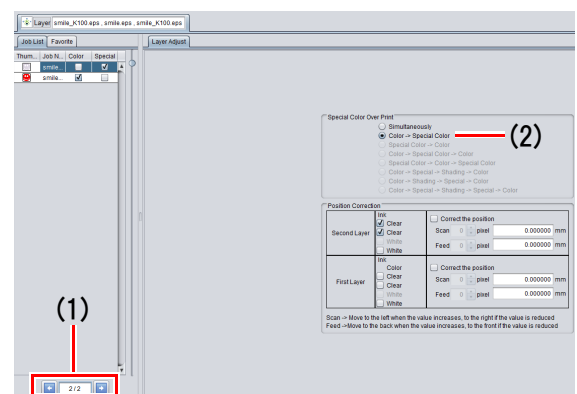 Layer smile_K100.eps , smile.eps , smile_K100.eps
Job List Favorite
Layer Adjust
Thum... Job N... Color Special
smile...
smile...
Special Color Over Print
Simultaneously
Color -> Special Color
(2)
Special Color -> Color
Color -> Special Color -> Color
Special Color -> Color -> Special Color
Color -> Special -> Shading -> Color
Color -> Shading -> Special -> Color
Color -> Special -> Shading -> Special -> Color
Position Correction
Second Layer
Ink
Clear
Clear
White
White
Correct the position
Scan 0 pixel 0.000000 mm
Feed 0 pixel 0.000000 mm
First Layer
Ink
Color
Clear
Clear
White
White
Correct the position
Scan 0 pixel 0.000000 mm
Feed 0 pixel 0.000000 mm
Scan -> Move to the left when the value increases, to the right if the value is reduced
Feed ->Move to the back when the value increases, to the front if the value is reduced
(1)
2 / 2